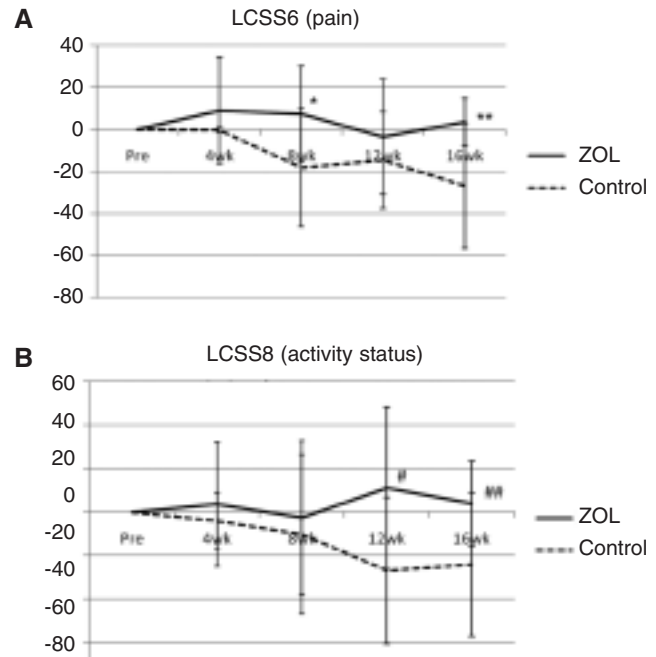 A
LCSS6 (pain)
40
20
0
-20
-40
-60
-80
Pre
4wk
8wk
12wk
16wk
*
**
ZOL
Control
B
LCSS8 (activity status)
60
40
20
0
-20
-40
-60
-80
Pre
4wk
8wk
12wk
16wk
#
##
ZOL
Control